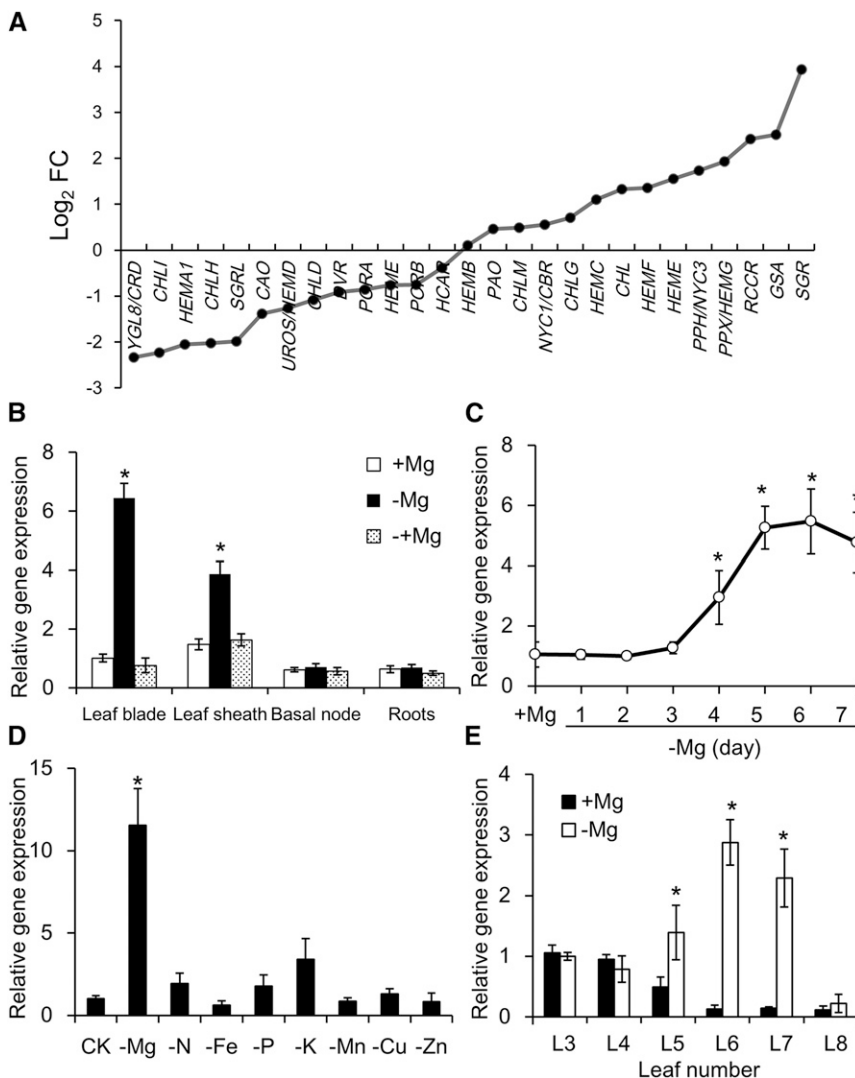 A
Log₂ FC
5
4
3
2
1
0
-1
-2
-3
YGL8/CRD
CHLI
HEMA1
CHLH
SGRL
CAO
UROS/HEMD
CHLD
DVR
PORA
HEME
PORB
HCAR
HEMB
PAO
CHLM
NYC1/CBR
CHLG
HEMC
CHL
HEMF
HEME
PPH/NYC3
PPX/HEMG
RCCR
GSA
SGR
B
Relative gene expression
8
6
4
2
0
* *
+Mg
-Mg
-+Mg
Leaf blade Leaf sheath Basal node Roots
C
Relative gene expression
8
6
4
2
0
* * * *
+Mg 1 2 3 4 5 6 7
-Mg (day)
D
Relative gene expression
15
10
5
0
*
CK -Mg -N -Fe -P -K -Mn -Cu -Zn
E
Relative gene expression
4
3
2
1
0
+Mg
-Mg
* * *
L3 L4 L5 L6 L7 L8
Leaf number